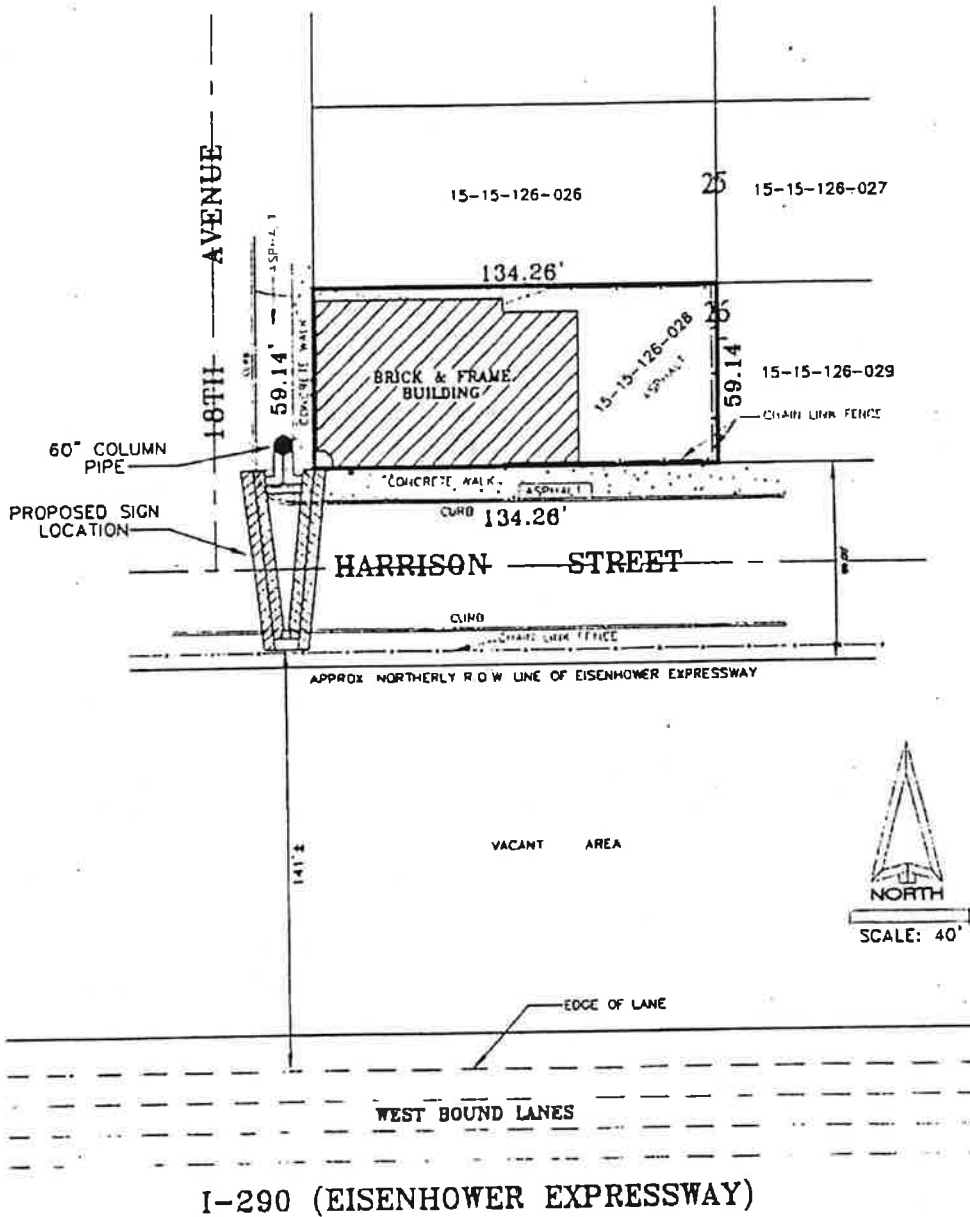 18TH AVENUE
ASPHALT
59.14'
CONCRETE WALK
CURB
15-15-126-026
25
15-15-126-027
134.26'
26
15-15-126-028
ASPHALT
59.14'
15-15-126-029
BRICK & FRAME
BUILDING
CHAIN LINK FENCE
60" COLUMN
PIPE
CONCRETE WALK
ASPHALT
PROPOSED SIGN
LOCATION
CURB
134.26'
HARRISON STREET
CURB
CHAIN LINK FENCE
APPROX NORTHERLY R.O.W LINE OF EISENHOWER EXPRESSWAY
141'±
VACANT AREA
NORTH
SCALE: 40'
EDGE OF LANE
WEST BOUND LANES
I-290 (EISENHOWER EXPRESSWAY)